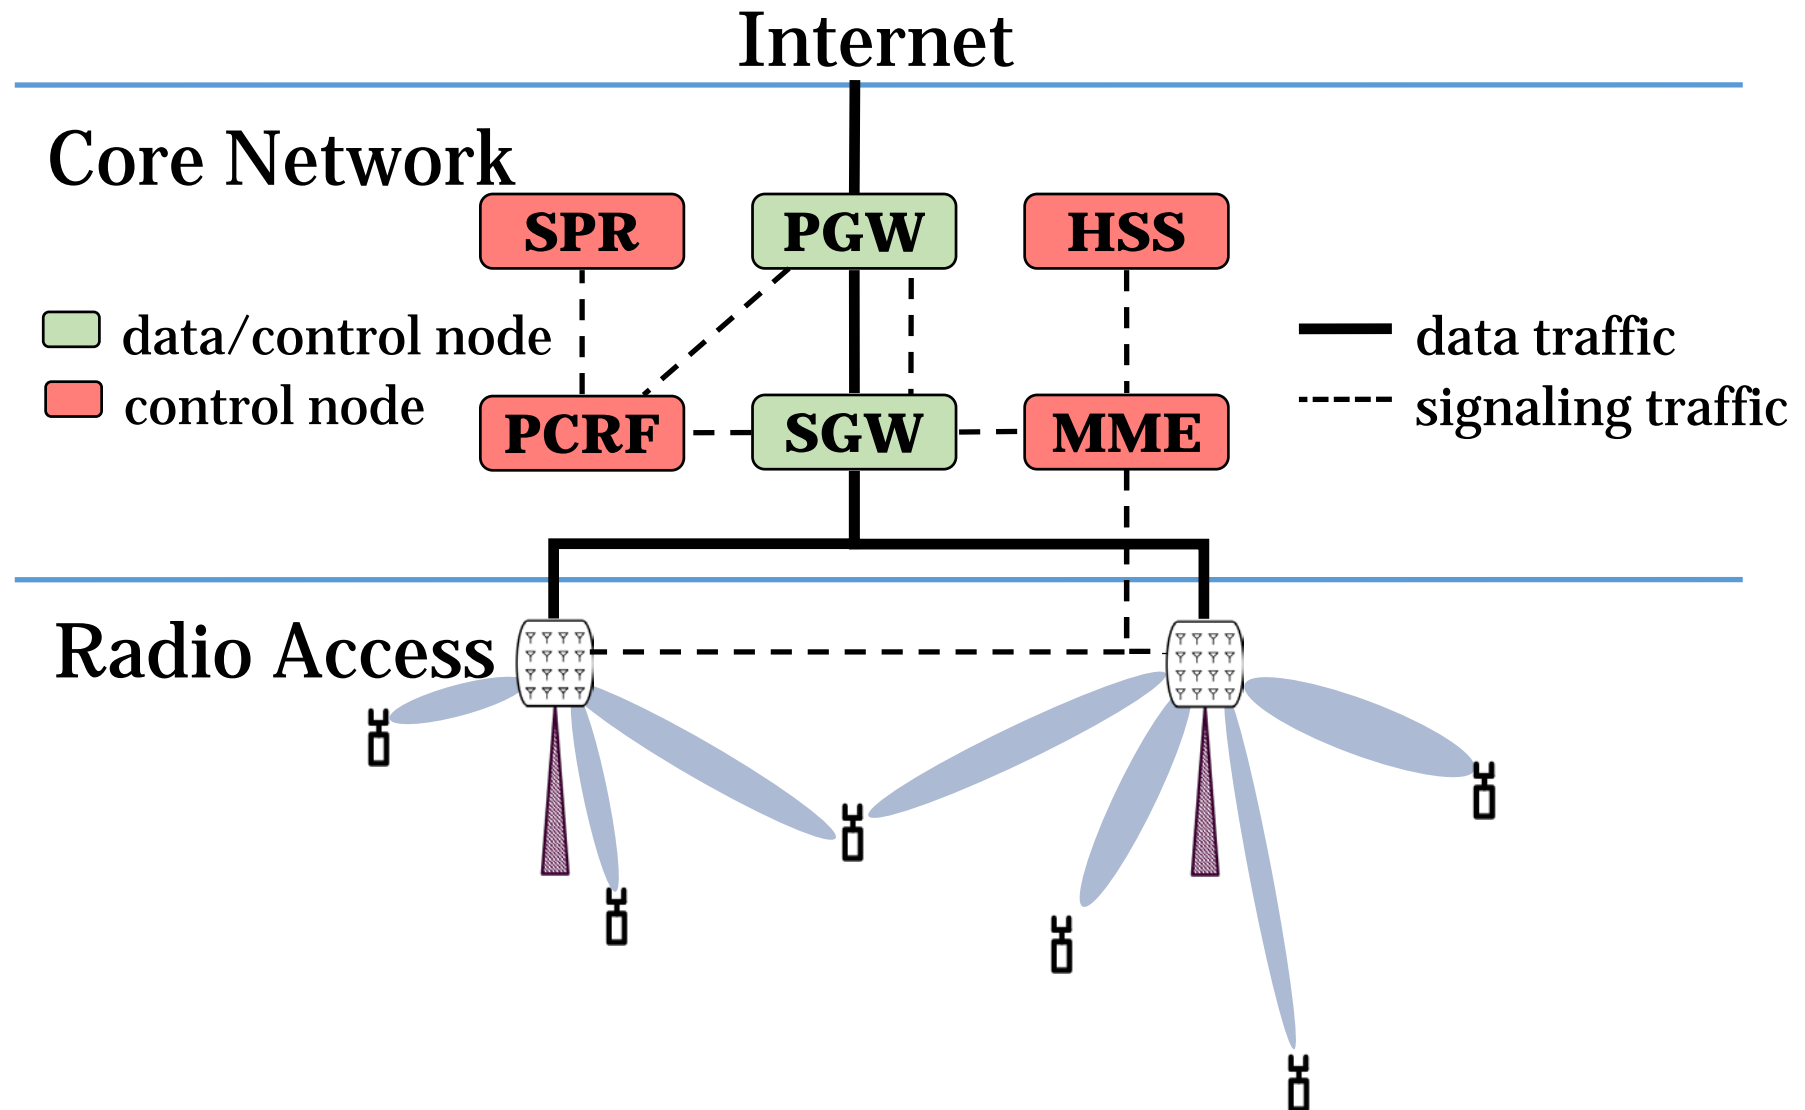 Internet
Core Network
SPR
PGW
HSS
data/control node
control node
data traffic
signaling traffic
PCRF
SGW
MME
Radio Access